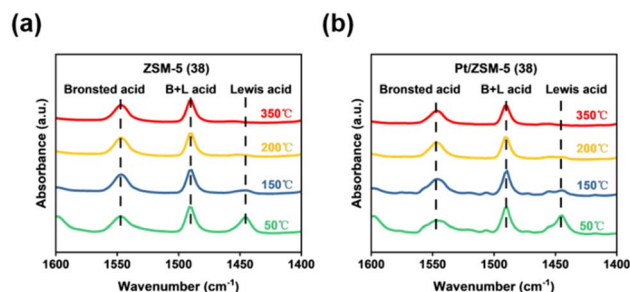 (a)
ZSM-5 (38)
Bronsted acid B+L acid Lewis acid
350℃
200℃
150℃
50℃
Absorbance (a.u.)
1600 1550 1500 1450 1400
Wavenumber (cm⁻¹)
(b)
Pt/ZSM-5 (38)
Bronsted acid B+L acid Lewis acid
350℃
200℃
150℃
50℃
Absorbance (a.u.)
1600 1550 1500 1450 1400
Wavenumber (cm⁻¹)